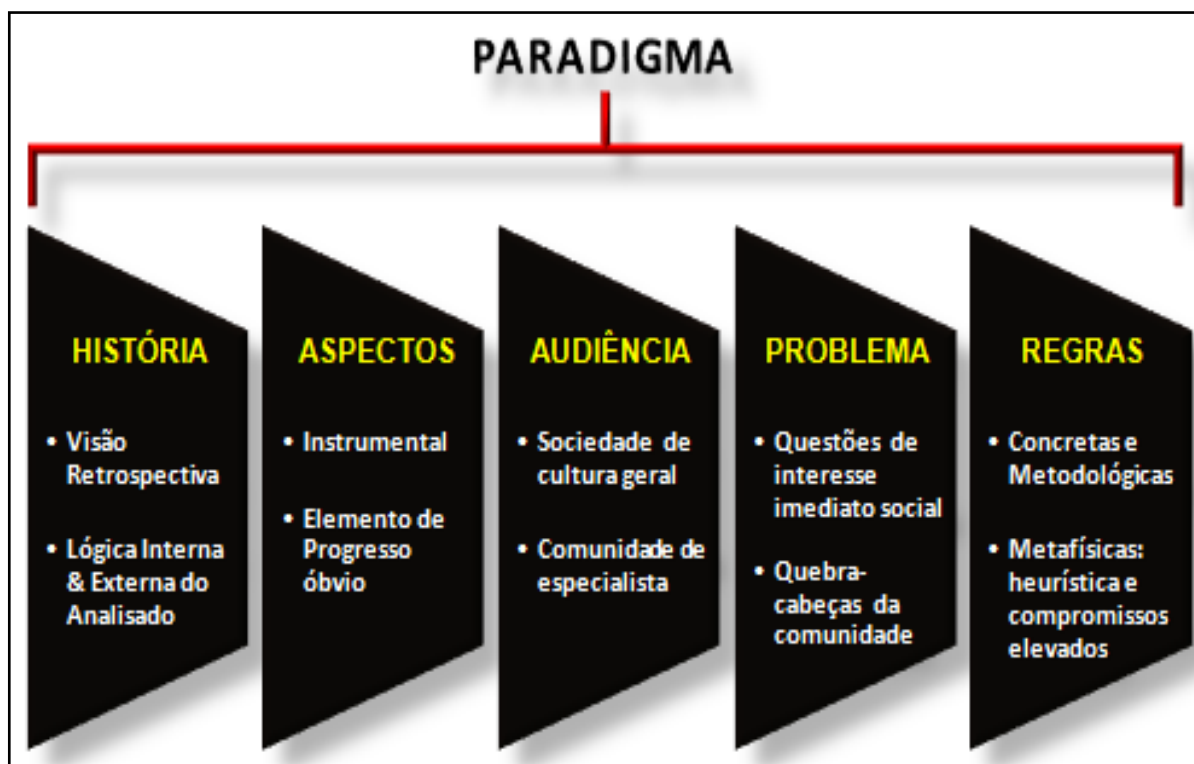 PARADIGMA
HISTÓRIA
• Visão
Retrospectiva
• Lógica Interna
& Externa do
Analisado
ASPECTOS
• Instrumental
• Elemento de
Progresso
óbvio
AUDIÊNCIA
• Sociedade de
cultura geral
• Comunidade de
especialista
PROBLEMA
• Questões de
interesse
imediato social
• Quebra-
cabeças da
comunidade
REGRAS
• Concretas e
Metodológicas
• Metafísicas:
heurística e
compromissos
elevados